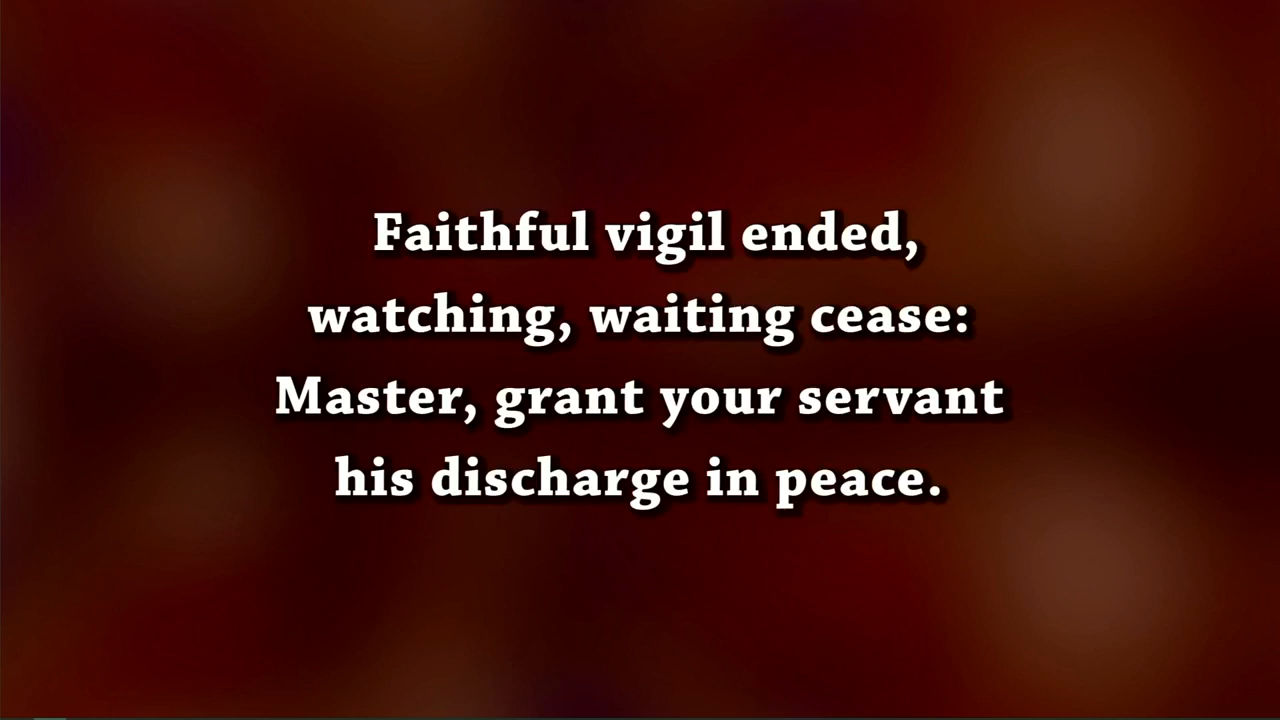 Faithful vigil ended,
watching, waiting cease:
Master, grant your servant
his discharge in peace.